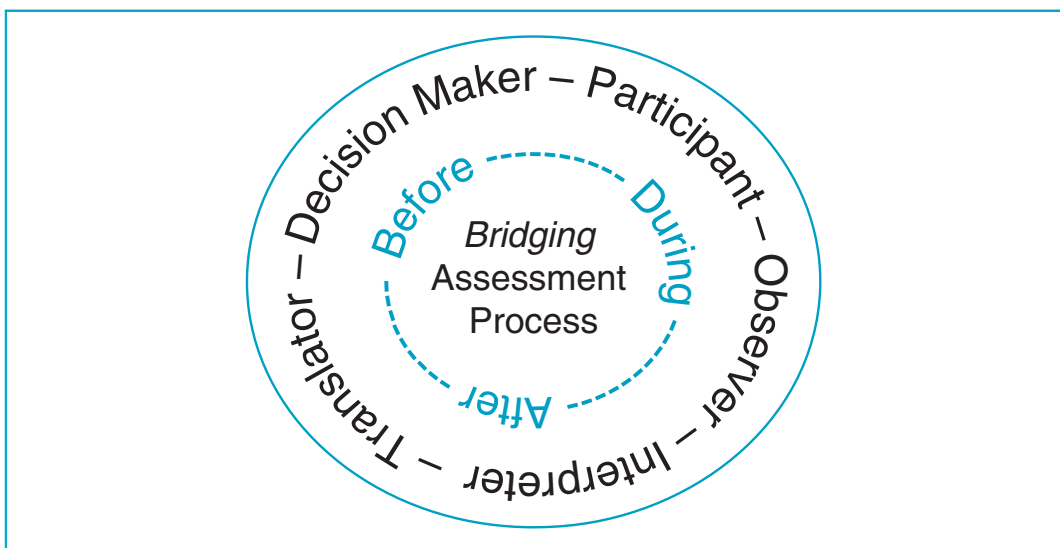 Decision Maker – Participant – Observer – Interpreter – Translator –
Before
During
After
Bridging
Assessment
Process